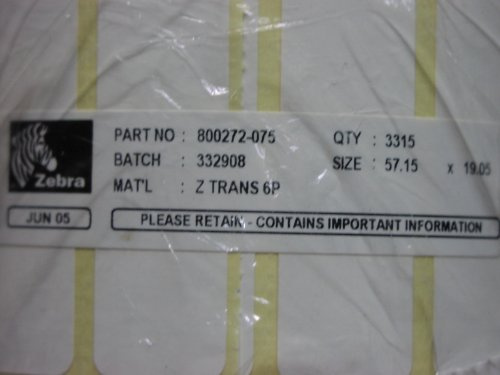 PART NO : 800272-075 QTY : 3315
BATCH : 332908 SIZE : 57.15 x 19.05
Zebra MAT'L : Z TRANS 6P
JUN 05 PLEASE RETAIN - CONTAINS IMPORTANT INFORMATION